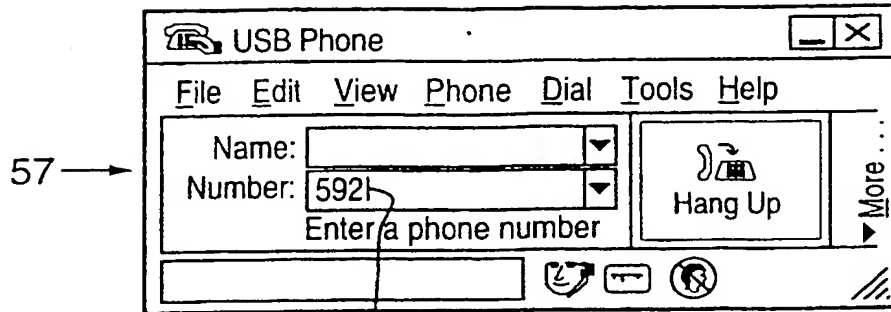 USB Phone
File Edit View Phone Dial Tools Help
57
Name:
Number: 592
Enter a phone number
Hang Up
More ...